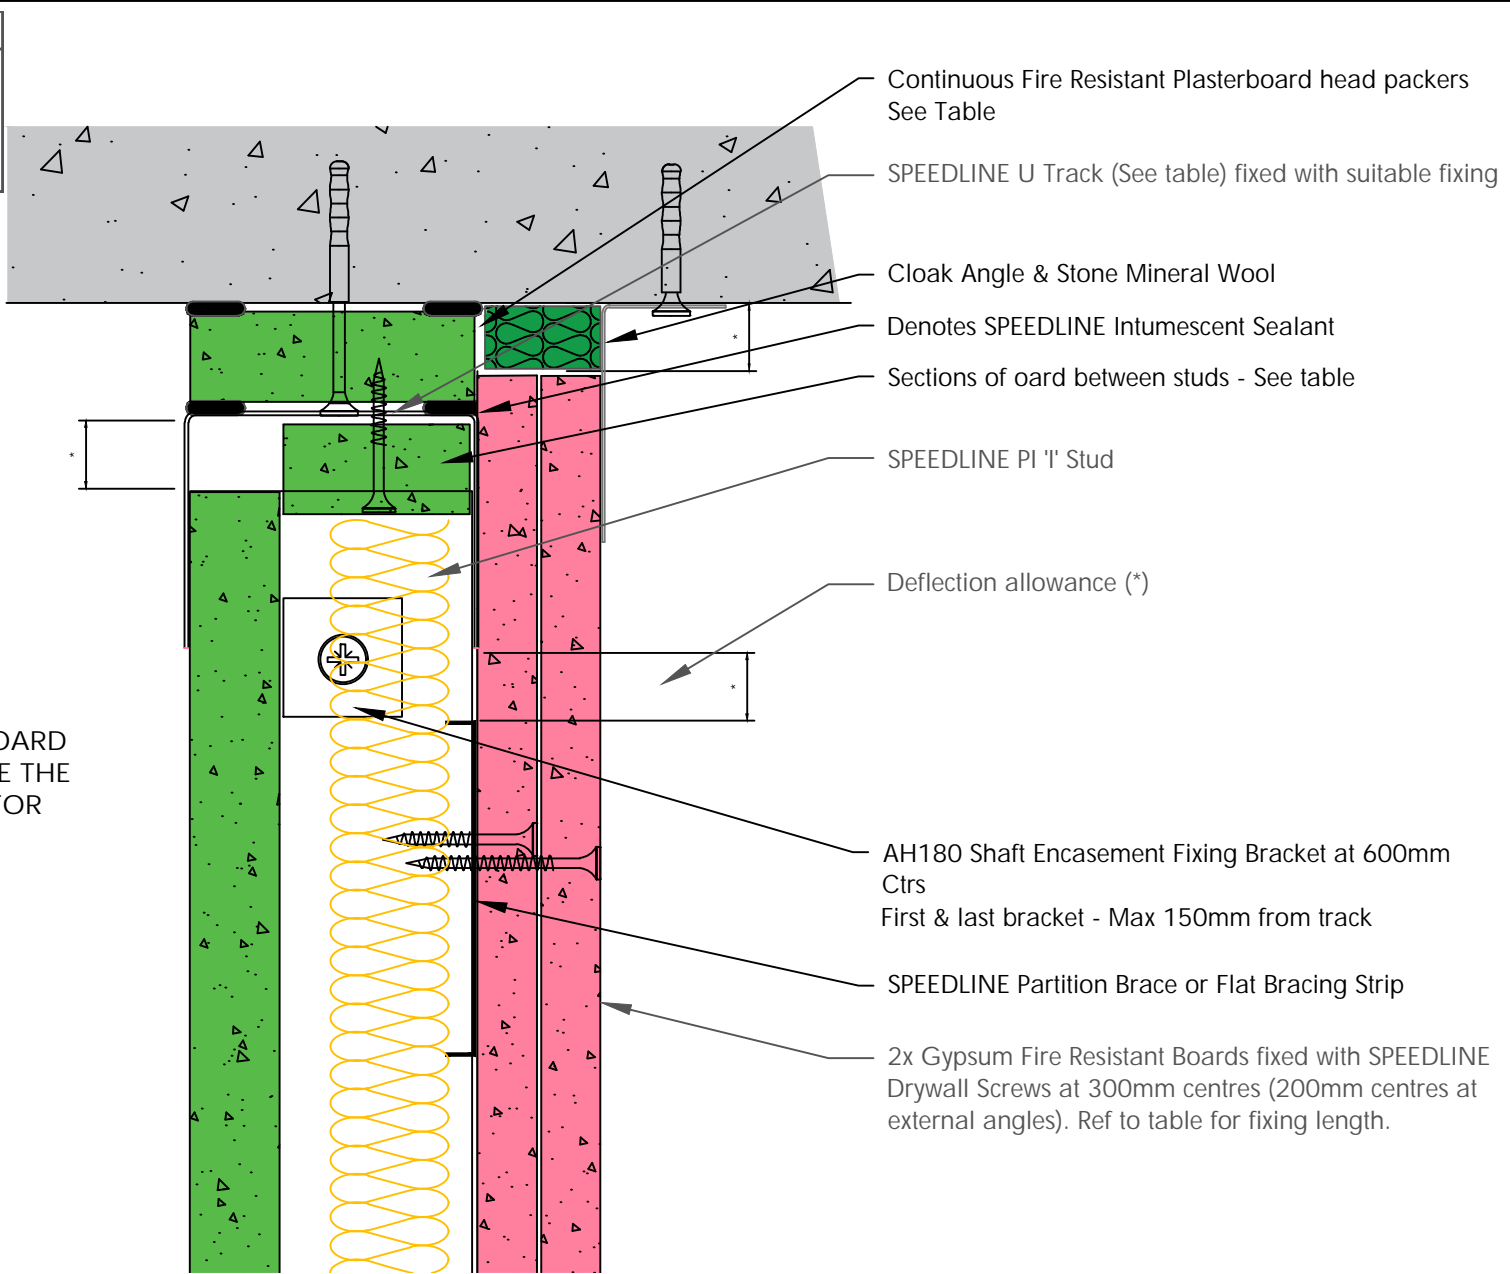 Continuous Fire Resistant Plasterboard head packers
See Table
SPEEDLINE U Track (See table) fixed with suitable fixing
Cloak Angle & Stone Mineral Wool
Denotes SPEEDLINE Intumescent Sealant
Sections of oard between studs - See table
SPEEDLINE PI 'I' Stud
Deflection allowance (*)
*
*
*
OARD
E THE
TOR
AH180 Shaft Encasement Fixing Bracket at 600mm
Ctrs
First & last bracket - Max 150mm from track
SPEEDLINE Partition Brace or Flat Bracing Strip
2x Gypsum Fire Resistant Boards fixed with SPEEDLINE
Drywall Screws at 300mm centres (200mm centres at
external angles). Ref to table for fixing length.